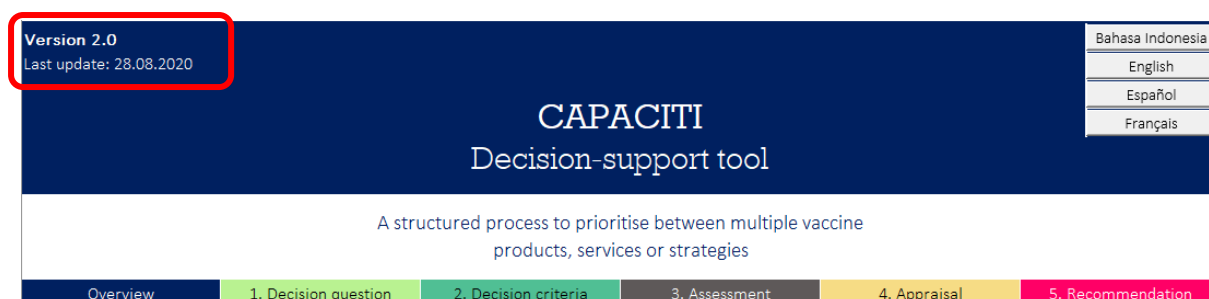 Version 2.0
Last update: 28.08.2020
Bahasa Indonesia
English
Español
Français
CAPACITI
Decision-support tool
A structured process to prioritise between multiple vaccine
products, services or strategies
Overview
1. Decision question
2. Decision criteria
3. Assessment
4. Appraisal
5. Recommendation